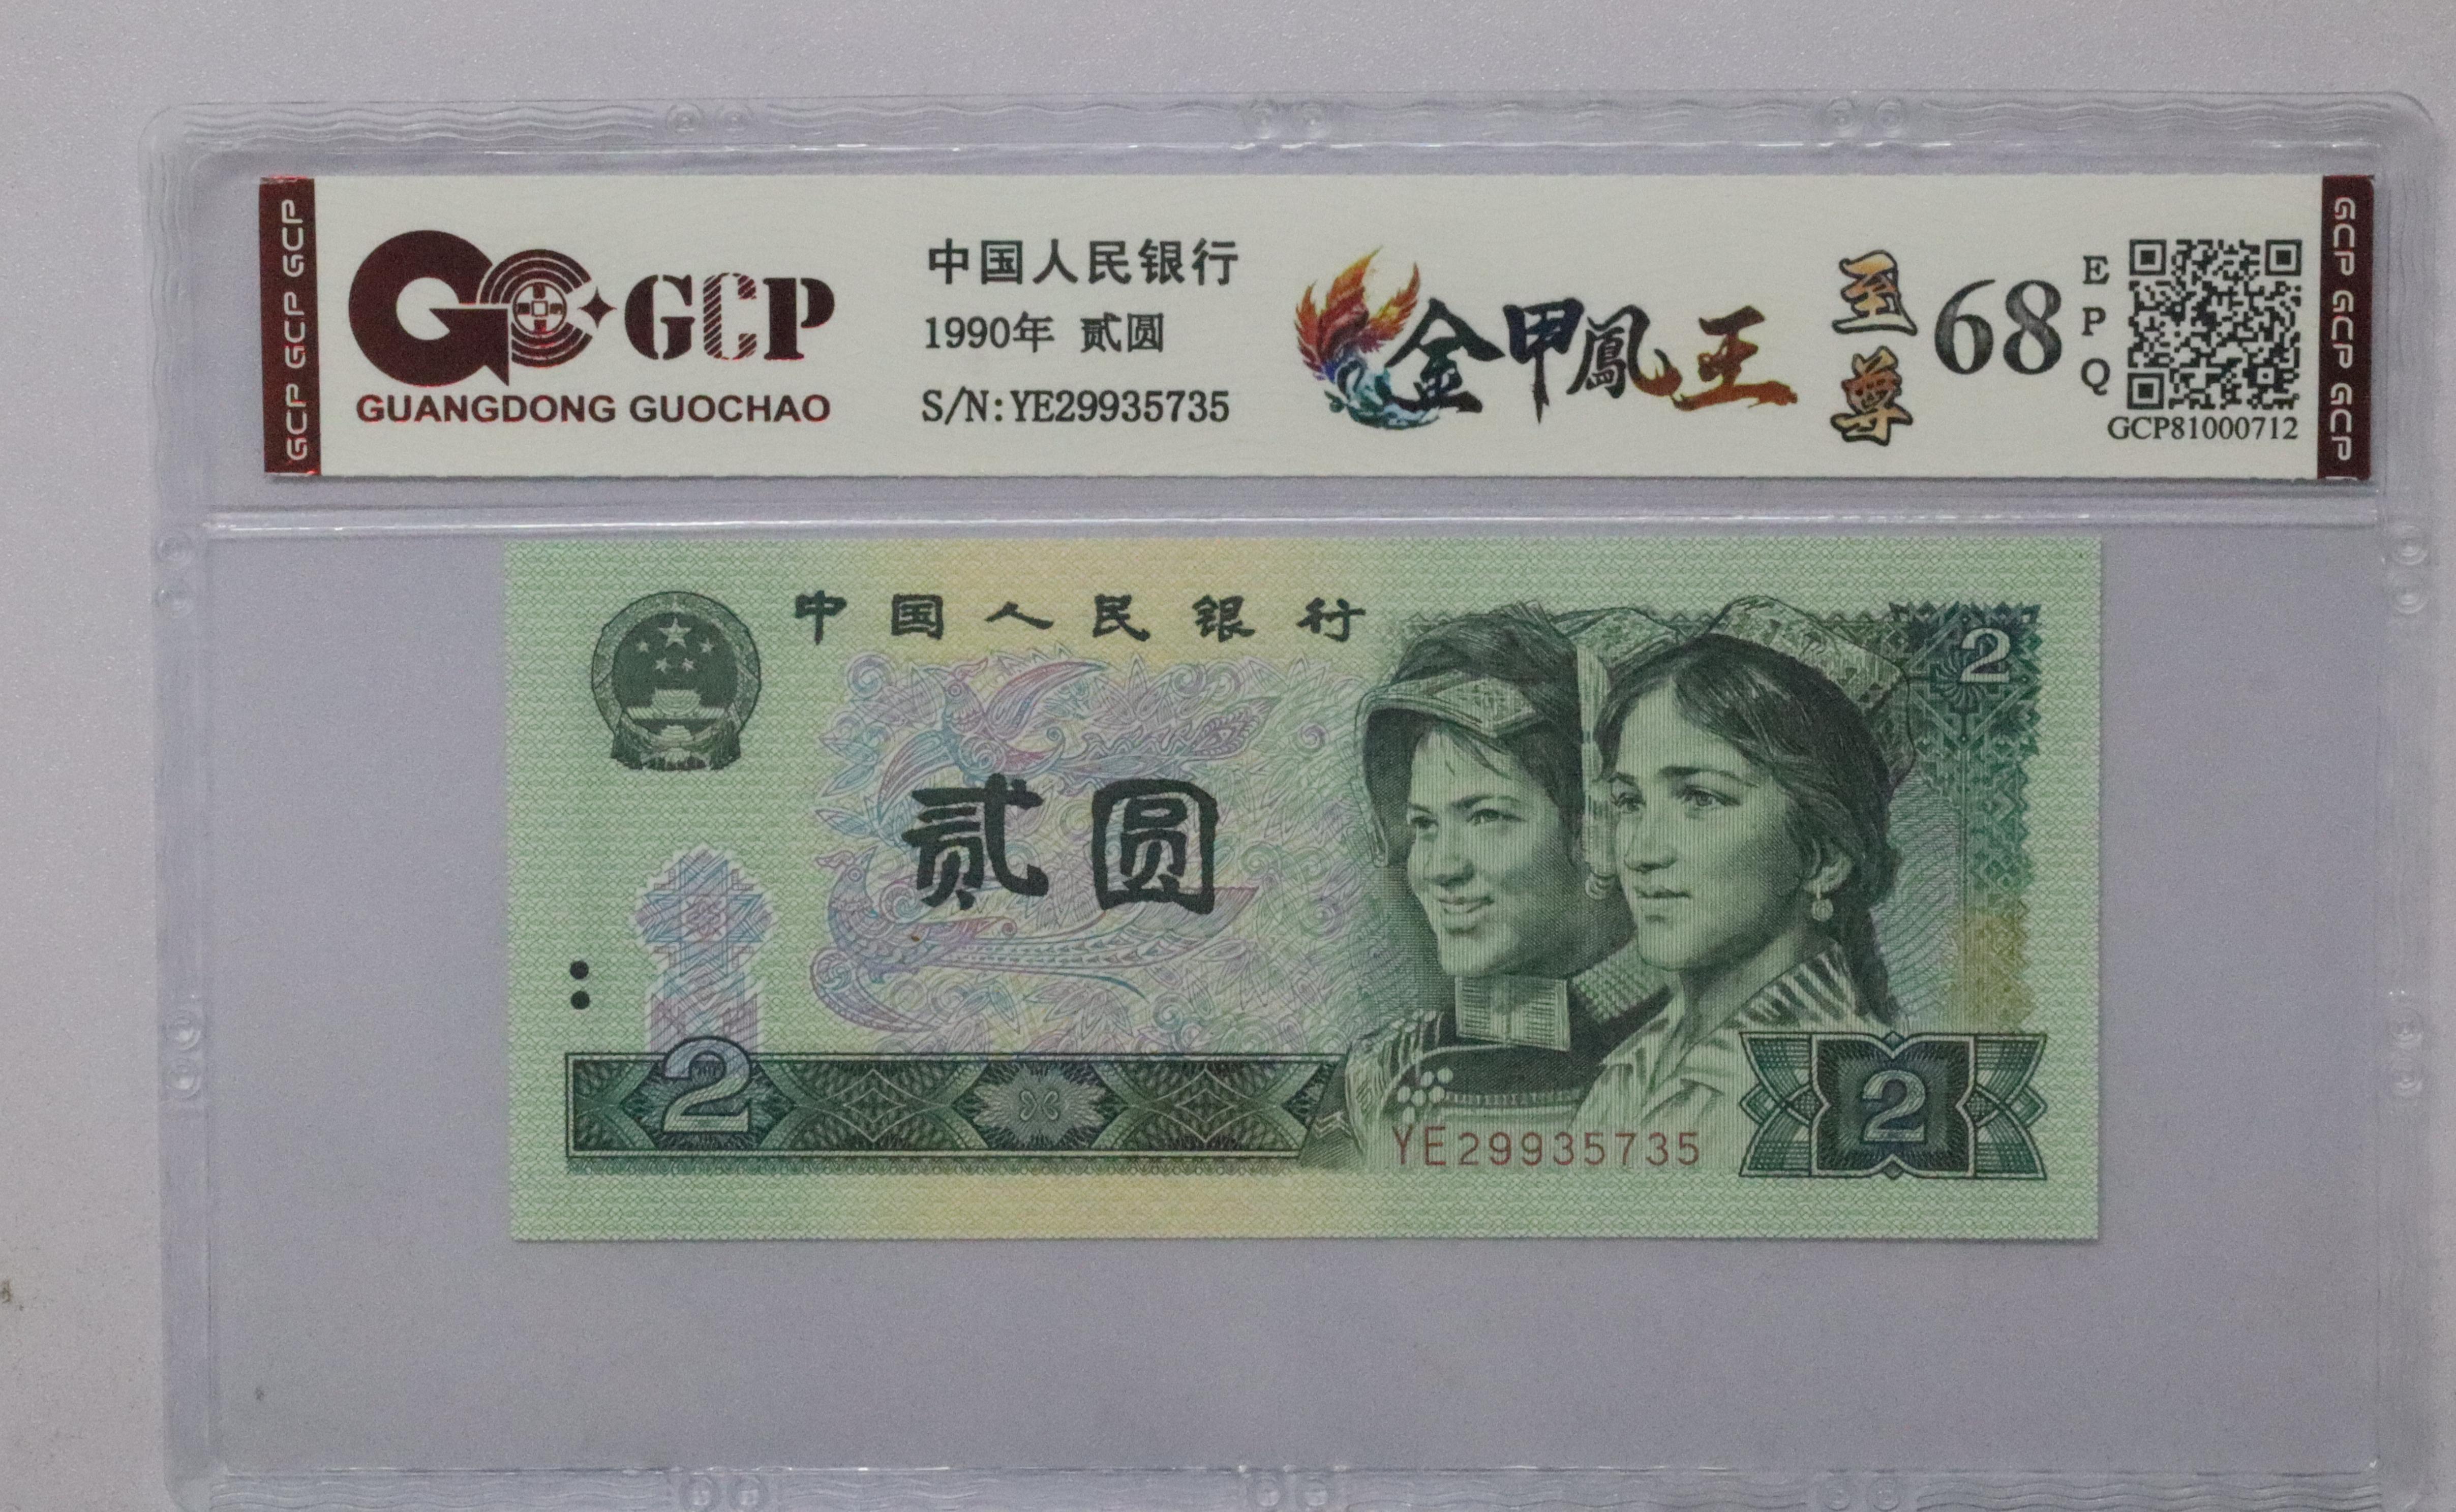 GCP GCP GCP
GCP
GUANGDONG GUOCHAO
中国人民银行
1990年 贰圆
S/N:YE29935735
金甲鳳王
至尊
68
EPQ
GCP81000712
GCP GCP GCP
中国人民银行
2
贰圆
2
YE29935735
2